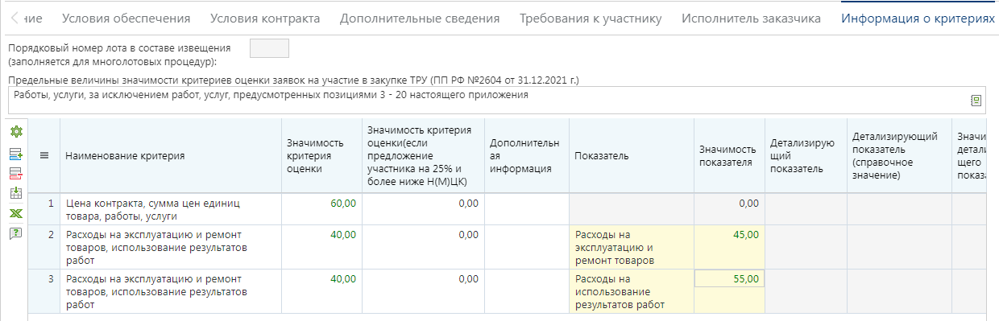 ние Условия обеспечения Условия контракта Дополнительные сведения Требования к участнику Исполнитель заказчика Информация о критериях
Порядковый номер лота в составе извещения
(заполняется для многолотовых процедур):
Предельные величины значимости критериев оценки заявок на участие в закупке ТРУ (ПП РФ №2604 от 31.12.2021 г.)
Работы, услуги, за исключением работ, услуг, предусмотренных позициями 3 - 20 настоящего приложения
Наименование критерия
Значимость
критерия
оценки
Значимость критерия
оценки(если
предложение
участника на 25% и
более ниже Н(М)ЦК)
Дополнительн
ая
информация
Показатель
Значимость
показателя
Детализирую
щий
показатель
Детализирующий
показатель
(справочное
значение)
Значи
детали
щего
показа
1 Цена контракта, сумма цен единиц 60,00 0,00 0,00
товара, работы, услуги
2 Расходы на эксплуатацию и ремонт 40,00 0,00 Расходы на 45,00
товаров, использование результатов эксплуатацию и
работ ремонт товаров
3 Расходы на эксплуатацию и ремонт 40,00 0,00 Расходы на 55,00
товаров, использование результатов использование
работ результатов работ